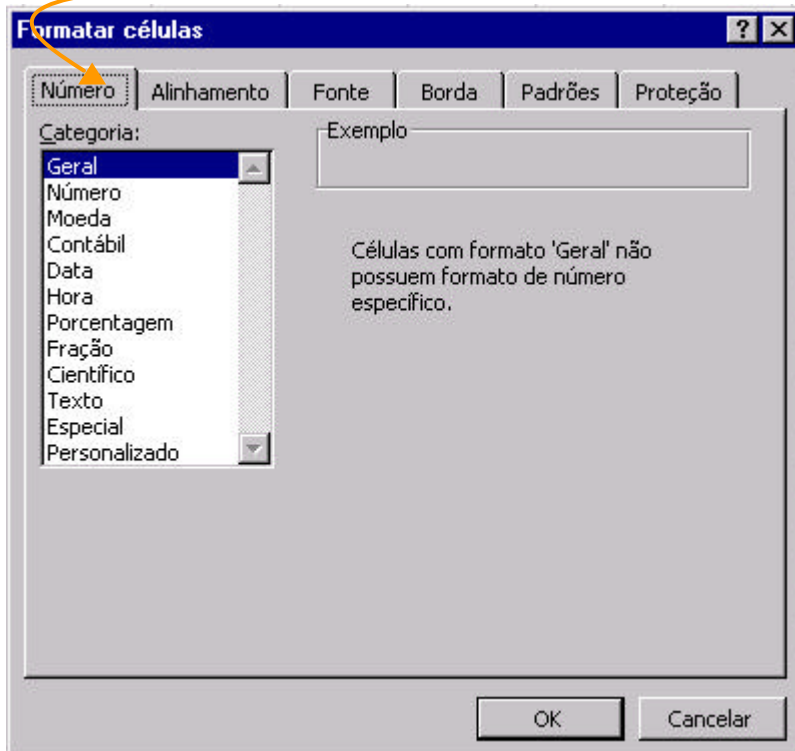 Formatar células
Número Alinhamento Fonte Borda Padrões Proteção
Categoria:
Geral
Número
Moeda
Contábil
Data
Hora
Porcentagem
Fração
Científico
Texto
Especial
Personalizado
Exemplo
Células com formato 'Geral' não
possuem formato de número
específico.
OK Cancelar